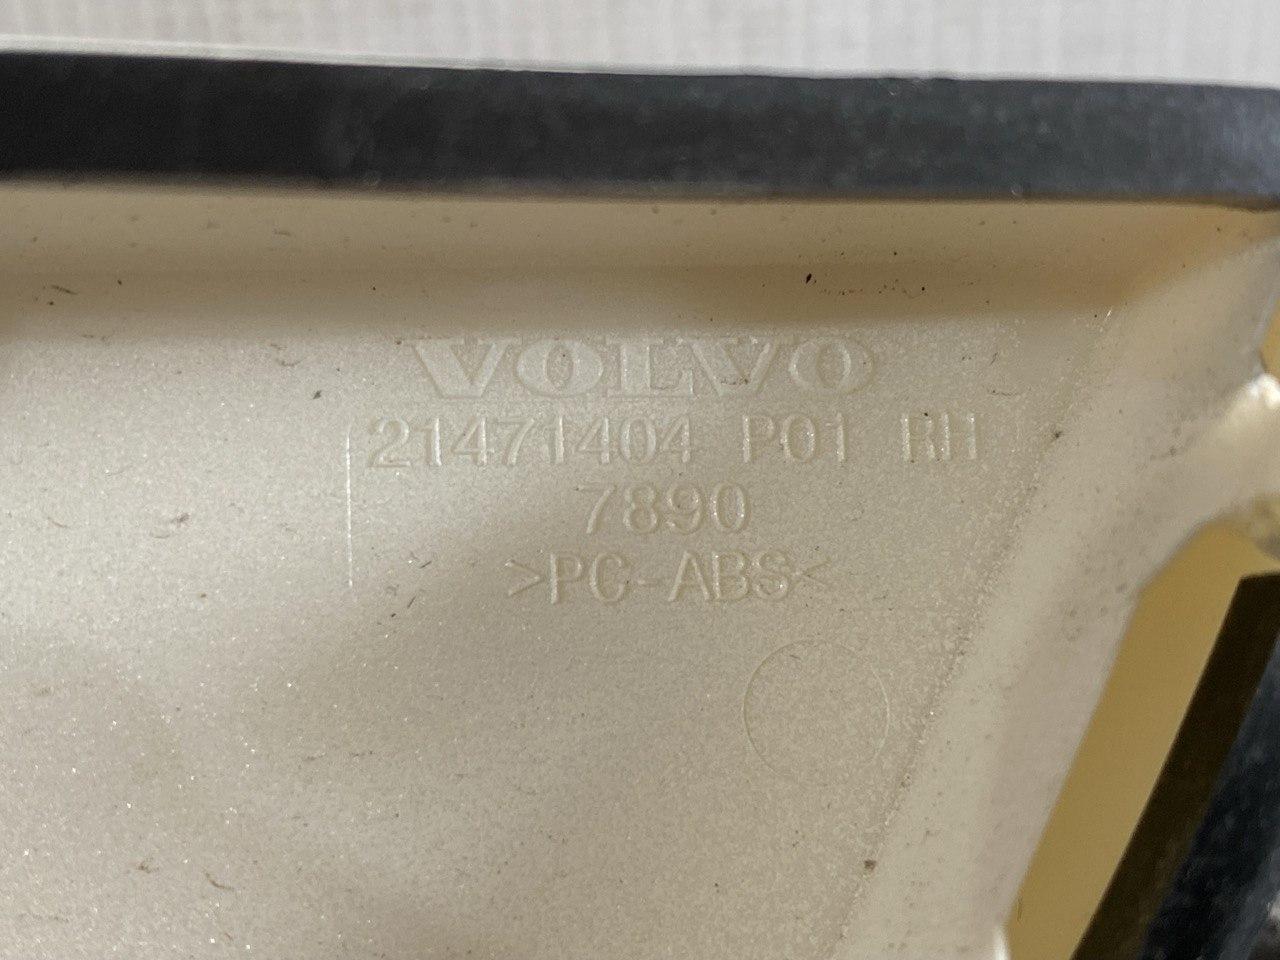 VOLVO
21471404 P01 RH
7890
>PC-ABS<